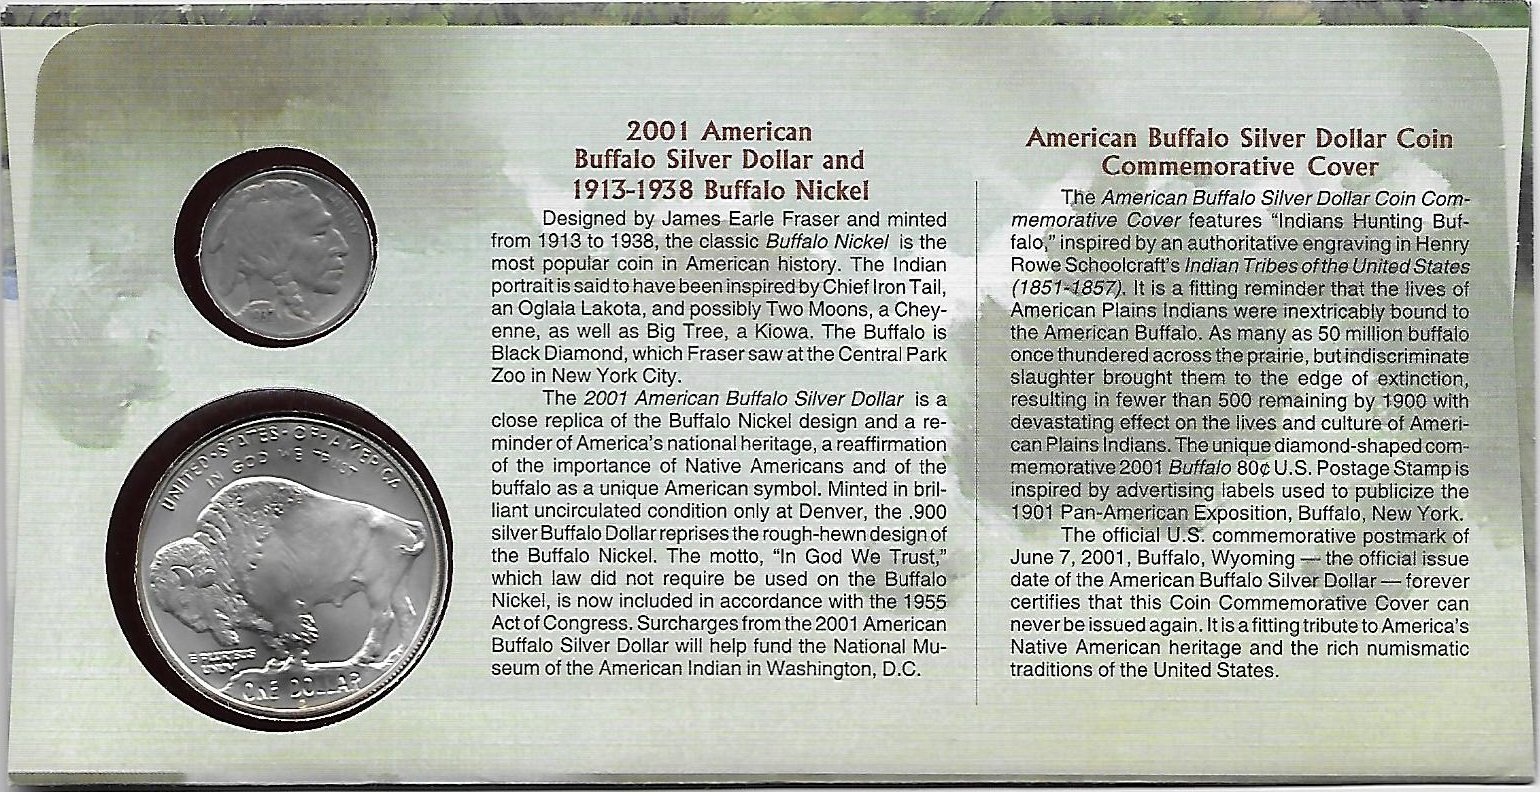 2001 American
Buffalo Silver Dollar and
1913-1938 Buffalo Nickel
Designed by James Earle Fraser and minted
from 1913 to 1938, the classic Buffalo Nickel is the
most popular coin in American history. The Indian
portrait is said to have been inspired by Chief Iron Tail,
an Oglala Lakota, and possibly Two Moons, a Chey-
enne, as well as Big Tree, a Kiowa. The Buffalo is
Black Diamond, which Fraser saw at the Central Park
Zoo in New York City.
The 2001 American Buffalo Silver Dollar is a
close replica of the Buffalo Nickel design and a re-
minder of America's national heritage, a reaffirmation
of the importance of Native Americans and of the
buffalo as a unique American symbol. Minted in bril-
liant uncirculated condition only at Denver, the .900
silver Buffalo Dollar reprises the rough-hewn design of
the Buffalo Nickel. The motto, "In God We Trust,"
which law did not require be used on the Buffalo
Nickel, is now included in accordance with the 1955
Act of Congress. Surcharges from the 2001 American
Buffalo Silver Dollar will help fund the National Mu-
seum of the American Indian in Washington, D.C.
American Buffalo Silver Dollar Coin
Commemorative Cover
The American Buffalo Silver Dollar Coin Com-
memorative Cover features "Indians Hunting Buf-
falo," inspired by an authoritative engraving in Henry
Rowe Schoolcraft's Indian Tribes of the United States
(1851-1857). It is a fitting reminder that the lives of
American Plains Indians were inextricably bound to
the American Buffalo. As many as 50 million buffalo
once thundered across the prairie, but indiscriminate
slaughter brought them to the edge of extinction,
resulting in fewer than 500 remaining by 1900 with
devastating effect on the lives and culture of Ameri-
can Plains Indians. The unique diamond-shaped com-
memorative 2001 Buffalo 80¢ U.S. Postage Stamp is
inspired by advertising labels used to publicize the
1901 Pan-American Exposition, Buffalo, New York.
The official U.S. commemorative postmark of
June 7, 2001, Buffalo, Wyoming — the official issue
date of the American Buffalo Silver Dollar — forever
certifies that this Coin Commemorative Cover can
never be issued again. It is a fitting tribute to America's
Native American heritage and the rich numismatic
traditions of the United States.
UNITED·STATES·OF·AMERICA
IN GOD WE TRUST
E PLURIBUS
UNUM
ONE DOLLAR